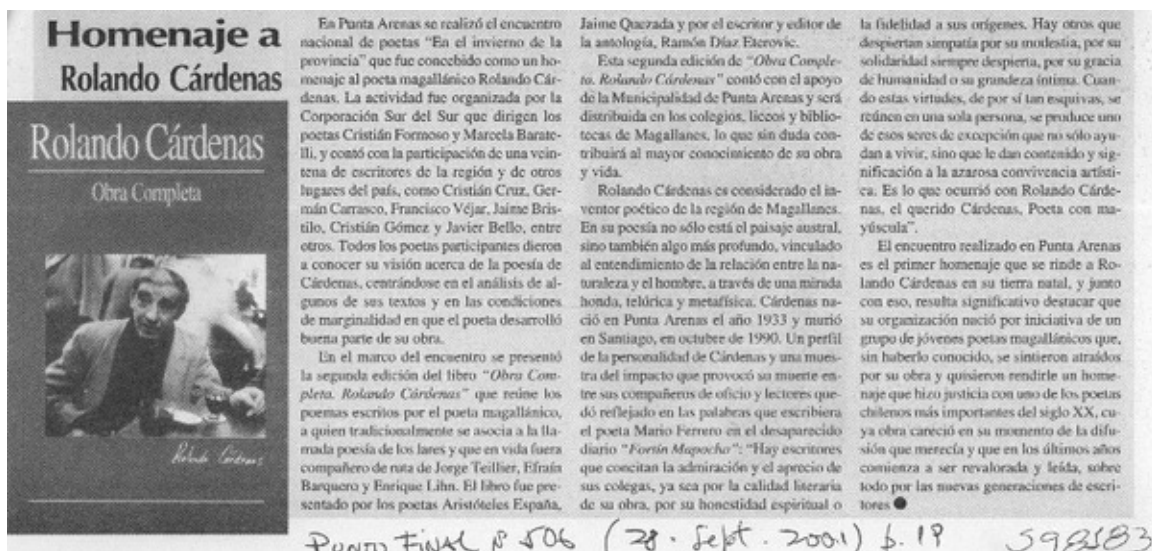 Homenaje a
Rolando Cárdenas
Rolando Cárdenas
Obra Completa
Rolando Cárdenas
En Punta Arenas se realizó el encuentro
nacional de poetas “En el invierno de la
provincia” que fue concebido como un ho-
menaje al poeta magallánico Rolando Cár-
denas. La actividad fue organizada por la
Corporación Sur del Sur que dirigen los
poetas Cristián Formoso y Marcela Barate-
lli, y contó con la participación de una vein-
tena de escritores de la región y de otros
lugares del país, como Cristián Cruz, Ger-
mán Carrasco, Francisco Véjar, Jaime Bris-
tilo, Cristián Gómez y Javier Bello, entre
otros. Todos los poetas participantes dieron
a conocer su visión acerca de la poesía de
Cárdenas, centrándose en el análisis de al-
gunos de sus textos y en las condiciones
de marginalidad en que el poeta desarrolló
buena parte de su obra.
En el marco del encuentro se presentó
la segunda edición del libro “Obra Com-
pleta. Rolando Cárdenas” que reúne los
poemas escritos por el poeta magallánico,
a quien tradicionalmente se asocia a la lla-
mada poesía de los lares y que en vida fuera
compañero de ruta de Jorge Teillier, Efraín
Barquero y Enrique Lihn. El libro fue pre-
sentado por los poetas Aristóteles España,
Jaime Quezada y por el escritor y editor de
la antología, Ramón Díaz Eterovic.
Esta segunda edición de “Obra Comple-
ta. Rolando Cárdenas” contó con el apoyo
de la Municipalidad de Punta Arenas y será
distribuida en los colegios, liceos y biblio-
tecas de Magallanes, lo que sin duda con-
tribuirá al mayor conocimiento de su obra
y vida.
Rolando Cárdenas es considerado el in-
ventor poético de la región de Magallanes.
En su poesía no sólo está el paisaje austral,
sino también algo más profundo, vinculado
al entendimiento de la relación entre la na-
turaleza y el hombre, a través de una mirada
honda, telúrica y metafísica. Cárdenas na-
ció en Punta Arenas el año 1933 y murió
en Santiago, en octubre de 1990. Un perfil
de la personalidad de Cárdenas y una mues-
tra del impacto que provocó su muerte en-
tre sus compañeros de oficio y lectores que-
dó reflejado en las palabras que escribiera
el poeta Mario Ferrero en el desaparecido
diario “Fortín Mapocho”: “Hay escritores
que concitan la admiración y el aprecio de
sus colegas, ya sea por la calidad literaria
de su obra, por su honestidad espiritual o
la fidelidad a sus orígenes. Hay otros que
despiertan simpatía por su modestia, por su
solidaridad siempre despierta, por su gracia
de humanidad o su grandeza íntima. Cuan-
do estas virtudes, de por sí tan esquivas, se
reúnen en una sola persona, se produce uno
de esos seres de excepción que no sólo ayu-
dan a vivir, sino que le dan contenido y sig-
nificación a la azarosa convivencia artísti-
ca. Es lo que ocurrió con Rolando Cárde-
nas, el querido Cárdenas, Poeta con ma-
yúscula”.
El encuentro realizado en Punta Arenas
es el primer homenaje que se rinde a Ro-
lando Cárdenas en su tierra natal, y junto
con eso, resulta significativo destacar que
su organización nació por iniciativa de un
grupo de jóvenes poetas magallánicos que,
sin haberlo conocido, se sintieron atraídos
por su obra y quisieron rendirle un home-
naje que hizo justicia con uno de los poetas
chilenos más importantes del siglo XX, cu-
ya obra careció en su momento de la difu-
sión que merecía y que en los últimos años
comienza a ser revalorada y leída, sobre
todo por las nuevas generaciones de escri-
tores
PUNTO FINAL N° 506 (28. Sept. 2001) p. 19 598583